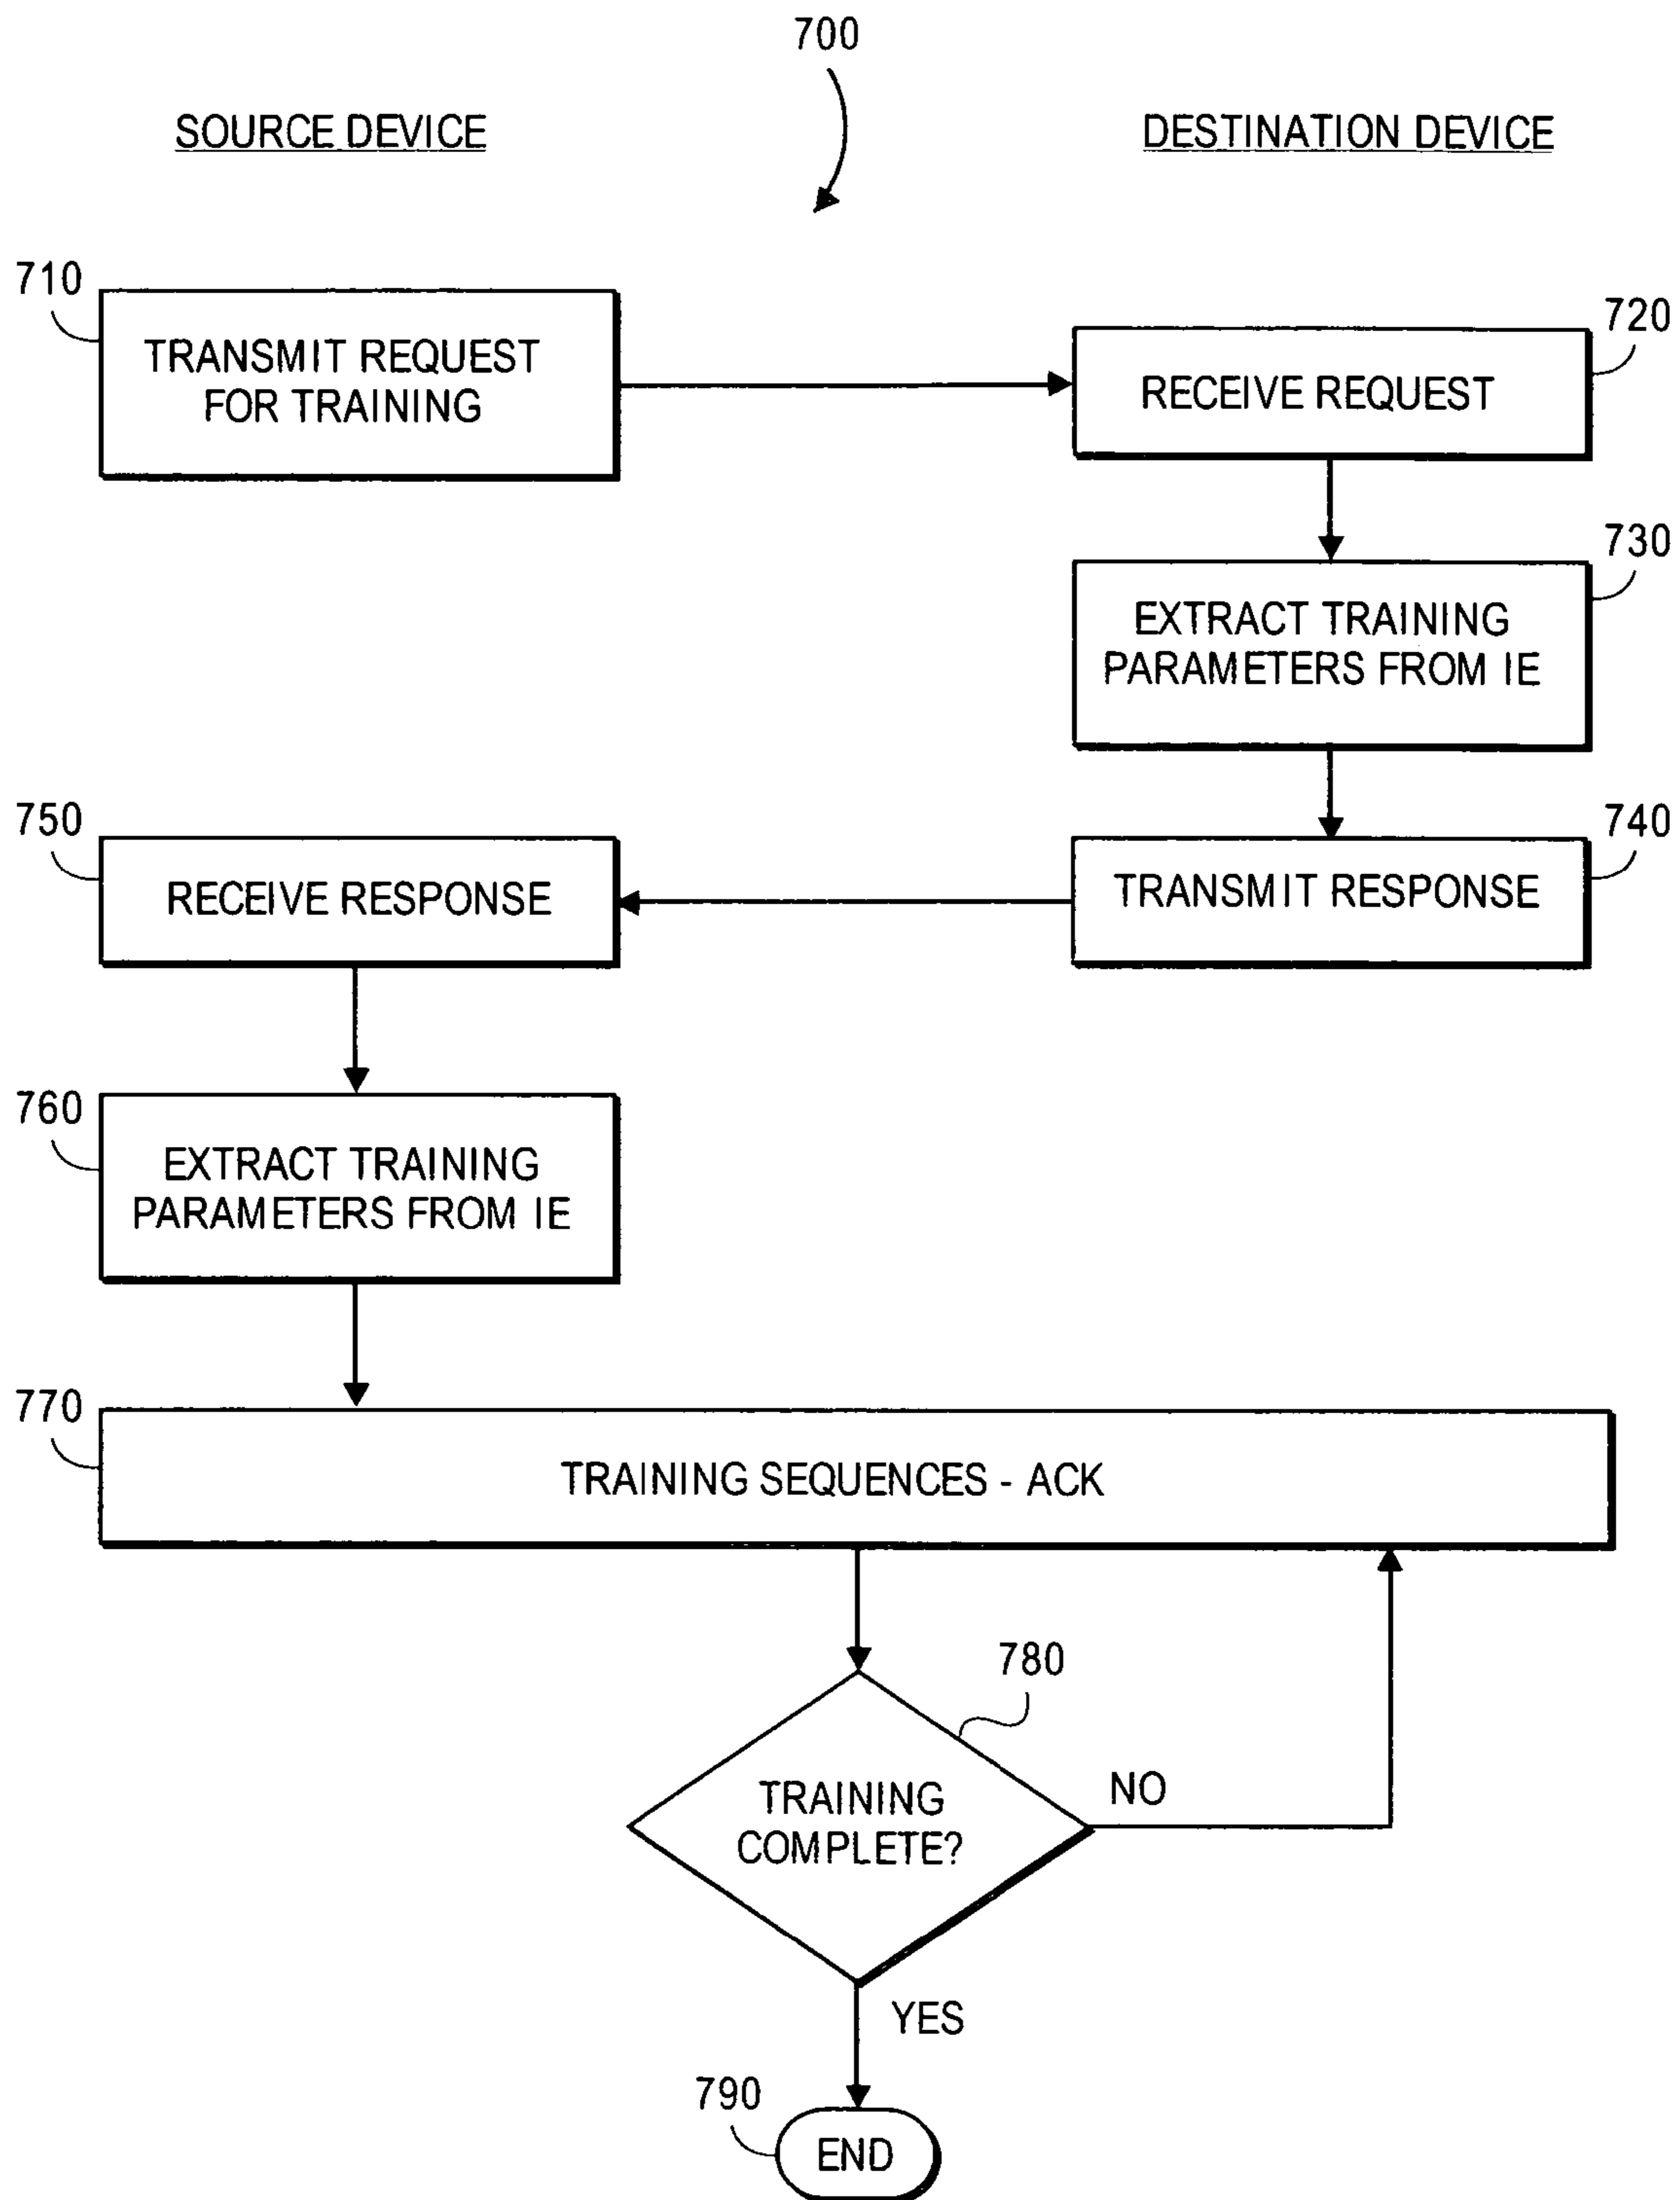 700
SOURCE DEVICE
DESTINATION DEVICE
710
TRANSMIT REQUEST
FOR TRAINING
720
RECEIVE REQUEST
730
EXTRACT TRAINING
PARAMETERS FROM IE
740
TRANSMIT RESPONSE
750
RECEIVE RESPONSE
760
EXTRACT TRAINING
PARAMETERS FROM IE
770
TRAINING SEQUENCES - ACK
780
TRAINING
COMPLETE?
NO
YES
790
END